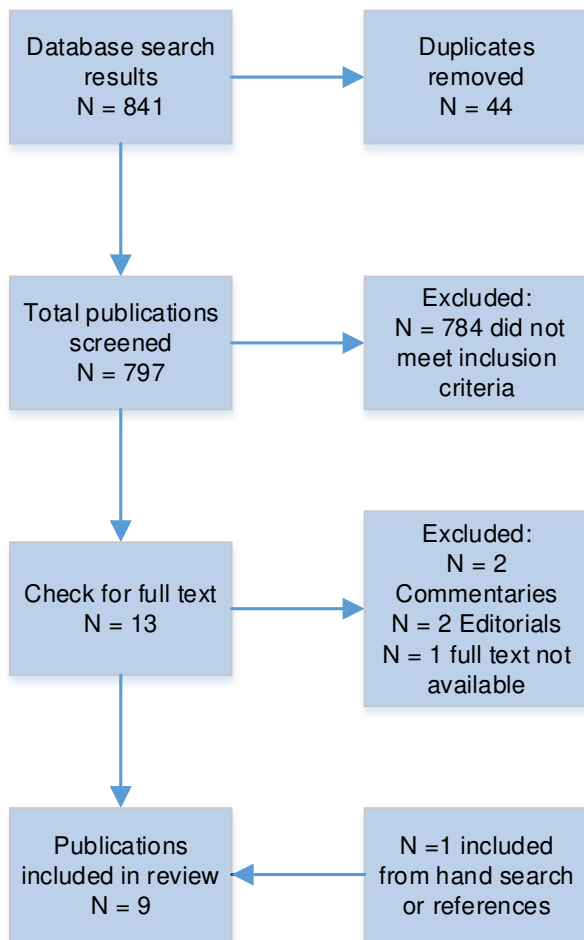 Database search
results
N = 841
Duplicates
removed
N = 44
Total publications
screened
N = 797
Excluded:
N = 784 did not
meet inclusion
criteria
Check for full text
N = 13
Excluded:
N = 2
Commentaries
N = 2 Editorials
N = 1 full text not
available
Publications
included in review
N = 9
N =1 included
from hand search
or references